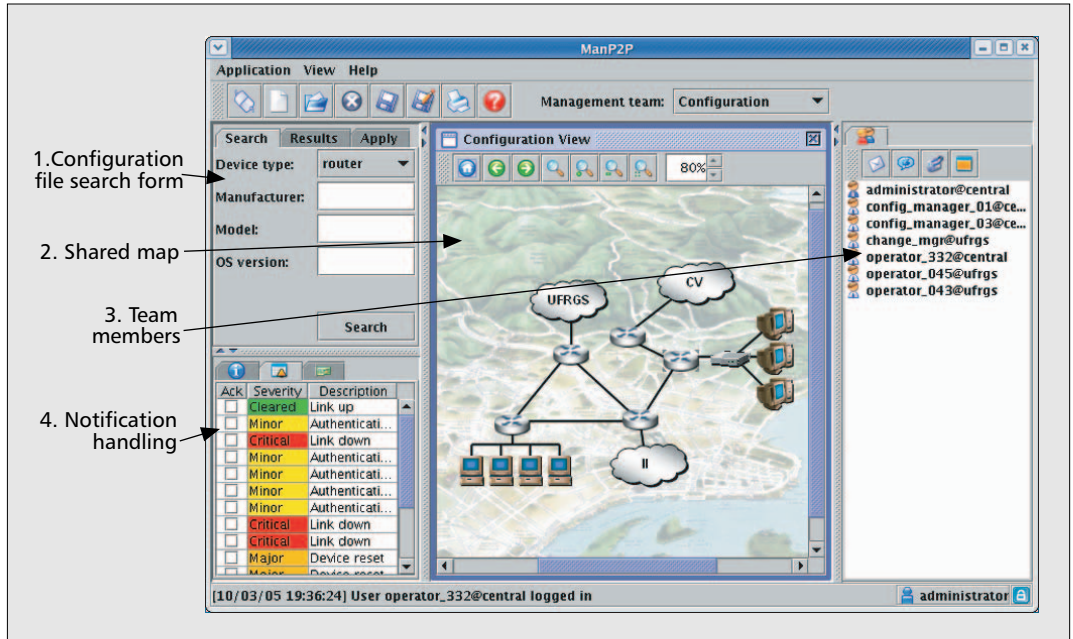 ManP2P
Application View Help
Management team: Configuration
1.Configuration
file search form
2. Shared map
3. Team
members
4. Notification
handling
Search Results Apply
Device type: router
Manufacturer:
Model:
OS version:
Search
Ack Severity Description
Cleared Link up
Minor Authenticati...
Critical Link down
Minor Authenticati...
Minor Authenticati...
Minor Authenticati...
Minor Authenticati...
Critical Link down
Critical Link down
Major Device reset
Major Device reset
Configuration View
80%
UFRGS
CV
II
administrator@central
config_manager_01@ce...
config_manager_03@ce...
change_mgr@ufrgs
operator_332@central
operator_045@ufrgs
operator_043@ufrgs
[10/03/05 19:36:24] User operator_332@central logged in
administrator